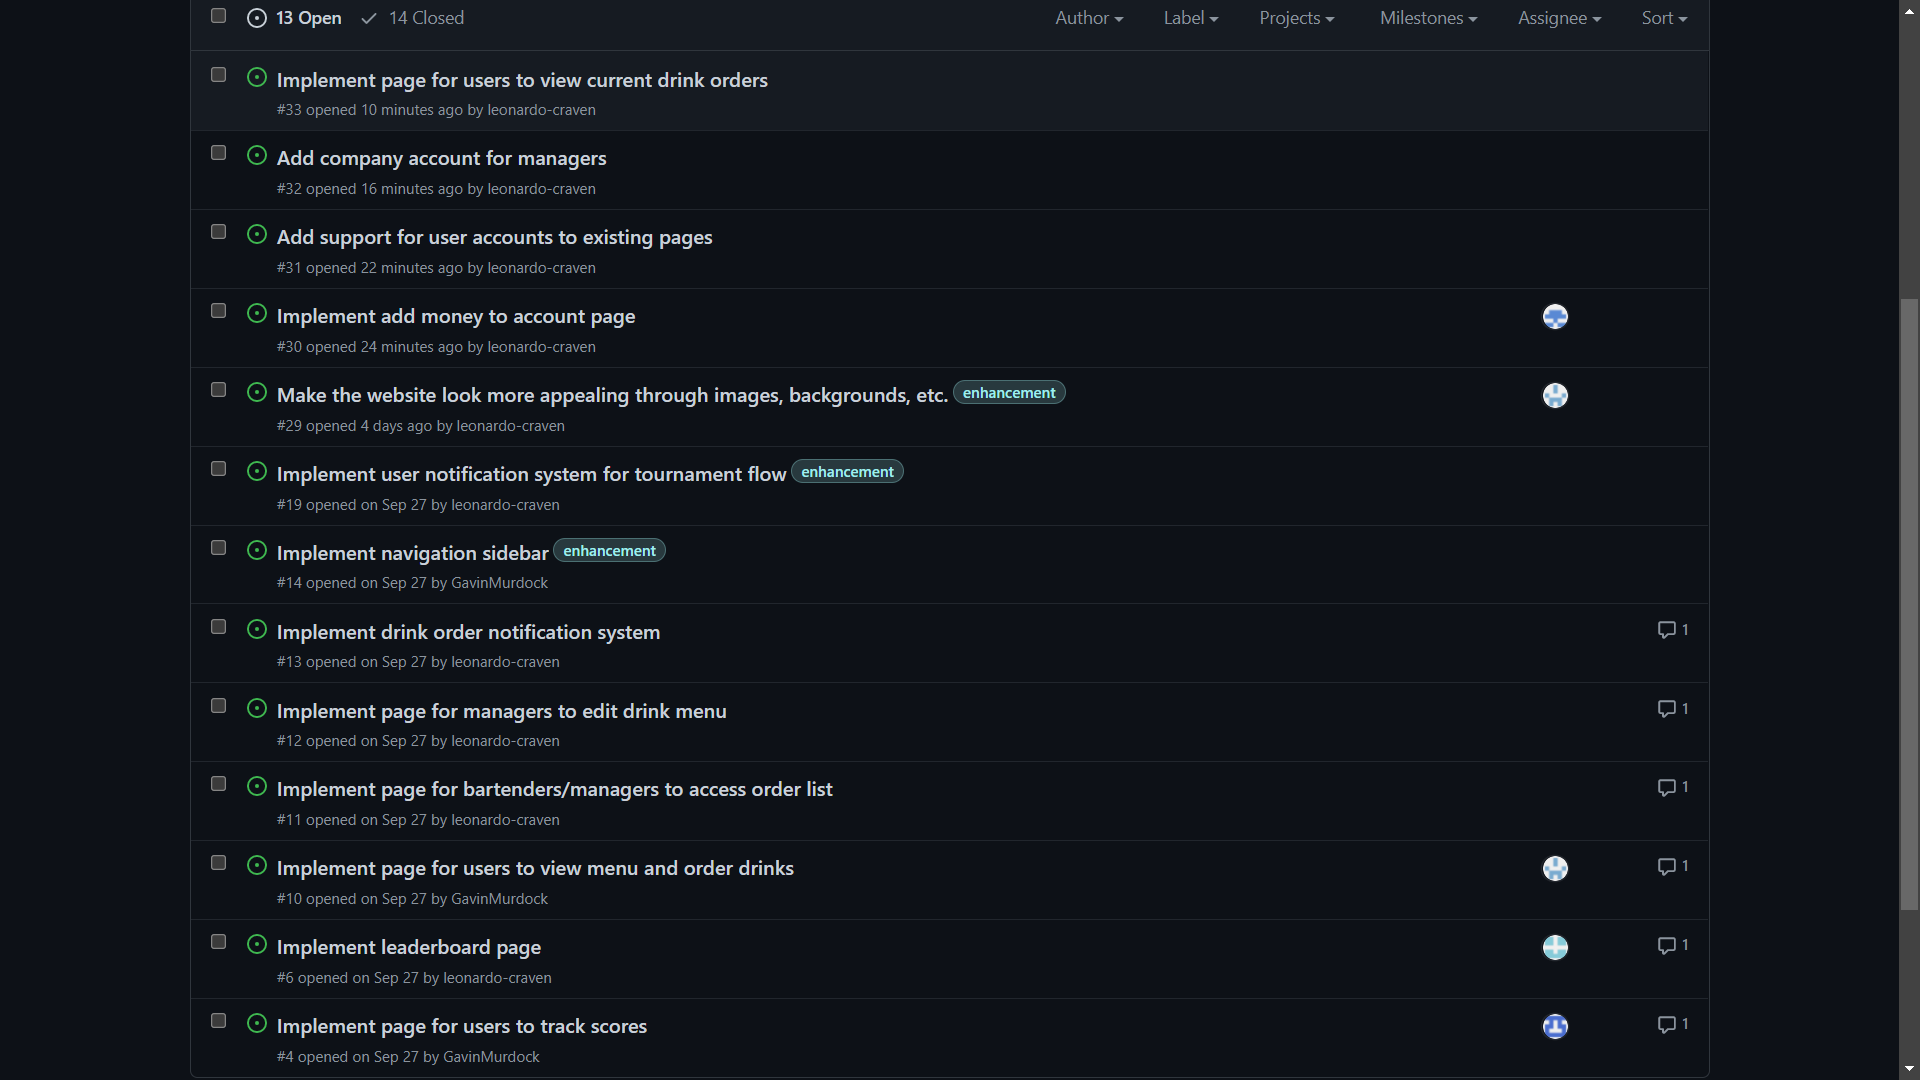 13 Open 14 Closed Author Label Projects Milestones Assignee Sort
Implement page for users to view current drink orders
#33 opened 10 minutes ago by leonardo-craven
Add company account for managers
#32 opened 16 minutes ago by leonardo-craven
Add support for user accounts to existing pages
#31 opened 22 minutes ago by leonardo-craven
Implement add money to account page
#30 opened 24 minutes ago by leonardo-craven
Make the website look more appealing through images, backgrounds, etc. enhancement
#29 opened 4 days ago by leonardo-craven
Implement user notification system for tournament flow enhancement
#19 opened on Sep 27 by leonardo-craven
Implement navigation sidebar enhancement
#14 opened on Sep 27 by GavinMurdock
Implement drink order notification system 1
#13 opened on Sep 27 by leonardo-craven
Implement page for managers to edit drink menu 1
#12 opened on Sep 27 by leonardo-craven
Implement page for bartenders/managers to access order list 1
#11 opened on Sep 27 by leonardo-craven
Implement page for users to view menu and order drinks 1
#10 opened on Sep 27 by GavinMurdock
Implement leaderboard page 1
#6 opened on Sep 27 by leonardo-craven
Implement page for users to track scores 1
#4 opened on Sep 27 by GavinMurdock